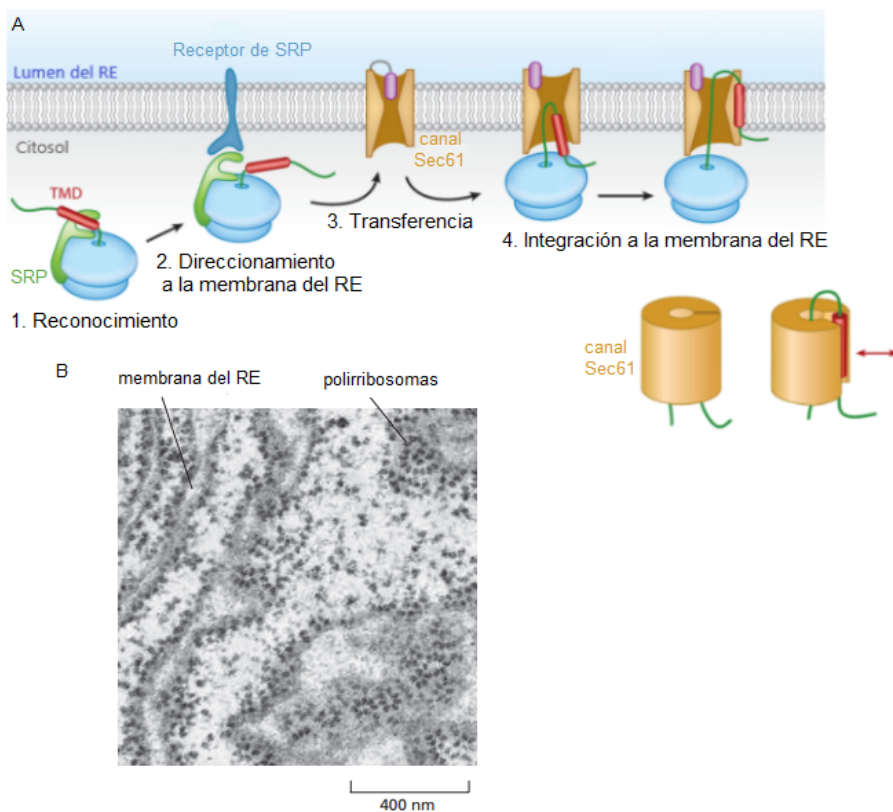 A
Receptor de SRP
Lumen del RE
Citosol
canal
Sec61
TMD
SRP
1. Reconocimiento
2. Direccionamiento
a la membrana del RE
3. Transferencia
4. Integración a la membrana del RE
canal
Sec61
B
membrana del RE
polirribosomas
400 nm